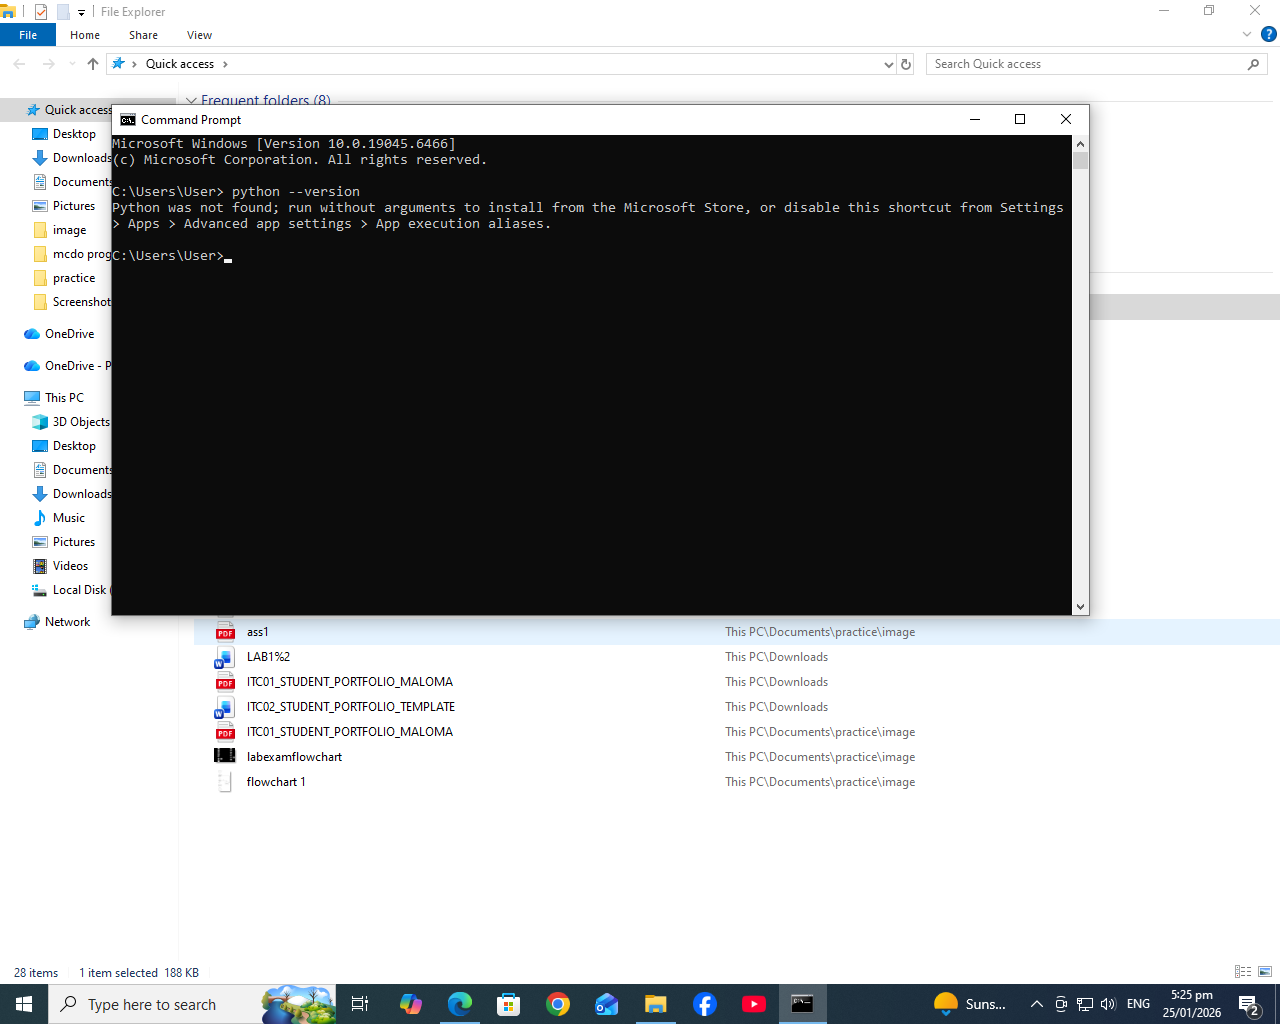 File Explorer
File Home Share View
Quick access
Search Quick access
Frequent folders (8)
Quick access
Desktop
Downloads
Documents
Pictures
image
mcdo prog
practice
Screenshot
OneDrive
OneDrive - P
This PC
3D Objects
Desktop
Documents
Downloads
Music
Pictures
Videos
Local Disk (
Network
Command Prompt
Microsoft Windows [Version 10.0.19045.6466]
(c) Microsoft Corporation. All rights reserved.
C:\Users\User> python --version
Python was not found; run without arguments to install from the Microsoft Store, or disable this shortcut from Settings
> Apps > Advanced app settings > App execution aliases.
C:\Users\User>
ass1 This PC\Documents\practice\image
LAB1%2 This PC\Downloads
ITC01_STUDENT_PORTFOLIO_MALOMA This PC\Downloads
ITC02_STUDENT_PORTFOLIO_TEMPLATE This PC\Downloads
ITC01_STUDENT_PORTFOLIO_MALOMA This PC\Documents\practice\image
labexamflowchart This PC\Documents\practice\image
flowchart 1 This PC\Documents\practice\image
28 items 1 item selected 188 KB
Type here to search
Suns...
ENG
5:25 pm
25/01/2026
2